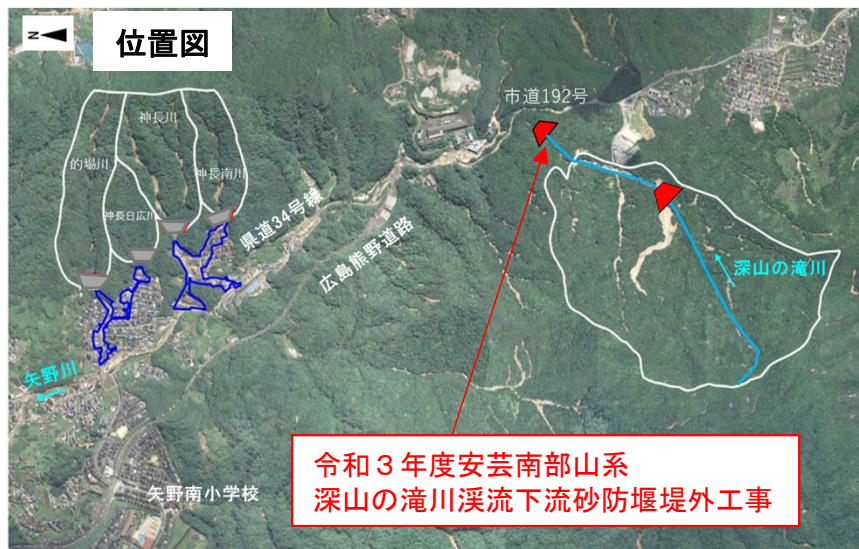 N
位置図
市道192号
神長川
的場川
神長南川
神長日広川
県道34号線
広島熊野道路
深山の滝川
矢野川
令和３年度安芸南部山系
深山の滝川渓流下流砂防堰堤外工事
矢野南小学校